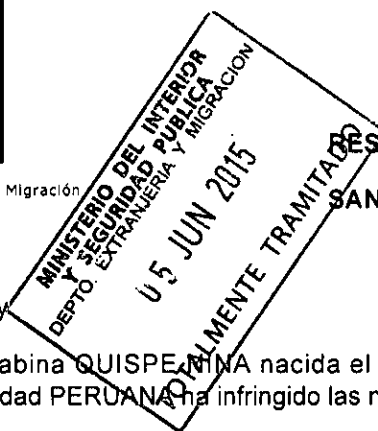 MINISTERIO DEL INTERIOR
Y SEGURIDAD PUBLICA
DEPTO. EXTRANJERIA Y MIGRACION
05 JUN 2015
TOTALMENTE TRAMITADO
Migración
RES
SAN
y
abina QUISPE MINA nacida el
dad PERUANA ha infringido las n